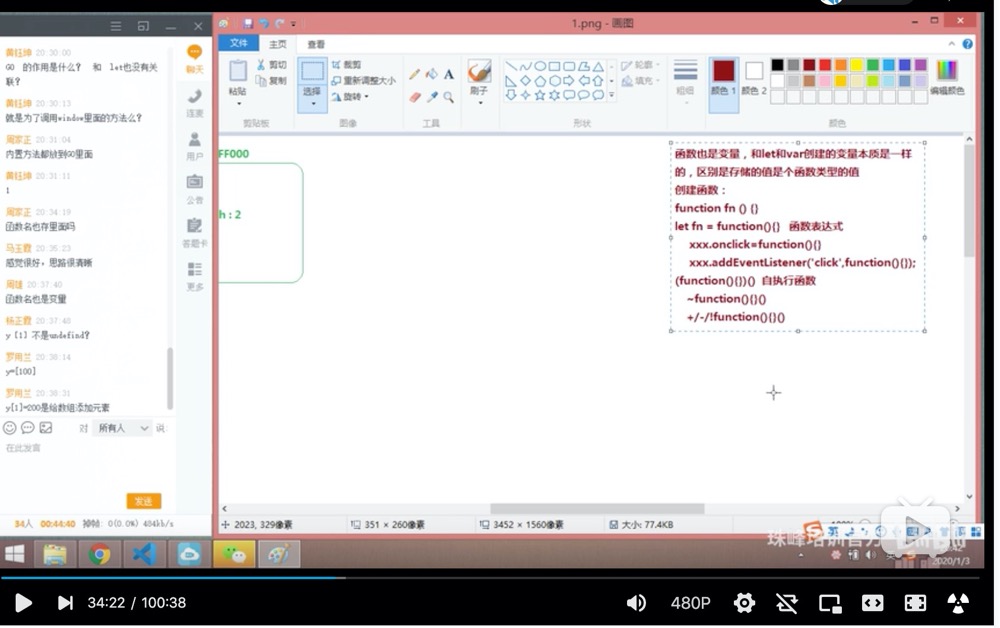 1.png - 画图
文件 主页 查看
粘贴
剪切
复制
剪贴板
选择
裁剪
重新调整大小
旋转
图像
工具
刷子
形状
轮廓
填充
粗细
颜色 1
颜色 2
编辑颜色
颜色
黄钰坤 20:30:00
GO 的作用是什么? 和 let也没有关
联?
黄钰坤 20:30:13
就是为了调用window里面的方法么?
周家正 20:31:04
内置方法都放到GO里面
黄钰坤 20:31:11
1
周家正 20:34:19
函数名也存里面吗
马玉霞 20:35:23
感觉很好，思路很清晰
周雄 20:37:40
函数名也是变量
杨正霞 20:37:48
y [1] 不是undefind?
罗雨兰 20:38:14
y=[100]
罗雨兰 20:38:31
y[1]=200是给数组添加元素
对 所有人 说
在此发言
发送
34人 00:44:40 掉帧: 0(0.0%) 484kb/s
聊天
连麦
用户
公告
答题卡
更多
FF000
h : 2
函数也是变量，和let和var创建的变量本质是一样
的，区别是存储的值是个函数类型的值
创建函数：
function fn () {}
let fn = function(){} 函数表达式
xxx.onclick=function(){}
xxx.addEventListener('click',function(){});
(function(){})() 自执行函数
~function(){}()
+/-/!function(){}()
2023, 329像素
351 × 260像素
3452 × 1560像素
大小: 77.4KB
珠峰培训官方
2020/1/3
34:22 / 100:38
480P